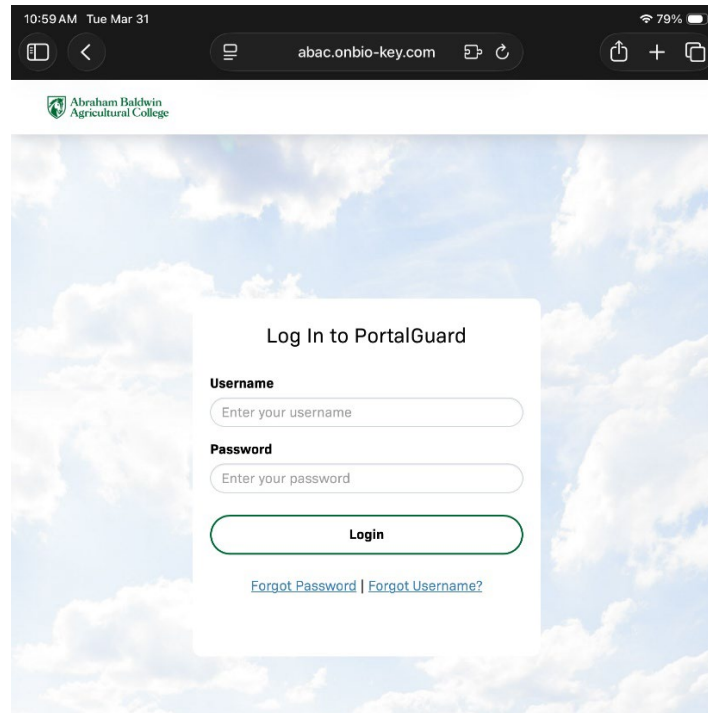 10:59 AM Tue Mar 31
79%
abac.onbio-key.com
Abraham Baldwin
Agricultural College
Log In to PortalGuard
Username
Enter your username
Password
Enter your password
Login
Forgot Password | Forgot Username?